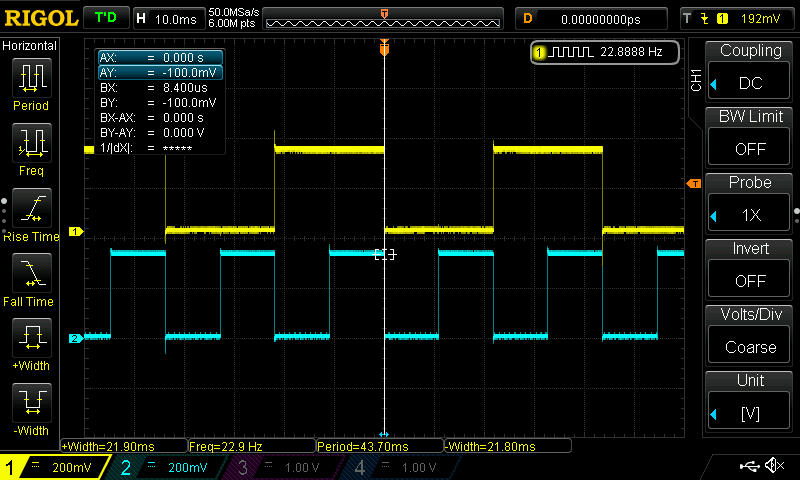 RIGOL T'D H 10.0ms 50.0MSa/s 6.00M pts T D 0.00000000ps T 1 192mV
Horizontal
Period
Freq
Rise Time
Fall Time
+Width
-Width
AX: = 0.000 s
AY: = -100.0mV
BX: = 8.400us
BY: = -100.0mV
BX-AX: = 0.000 s
BY-AY: = 0.000 V
1/|dX|: = *****
1 22.8888 Hz
T
1
2
CH1
Coupling
DC
BW Limit
OFF
Probe
1X
Invert
OFF
Volts/Div
Coarse
Unit
[V]
+Width=21.90ms Freq=22.9 Hz Period=43.70ms -Width=21.80ms
1 = 200mV 2 = 200mV 3 = 1.00 V 4 = 1.00 V